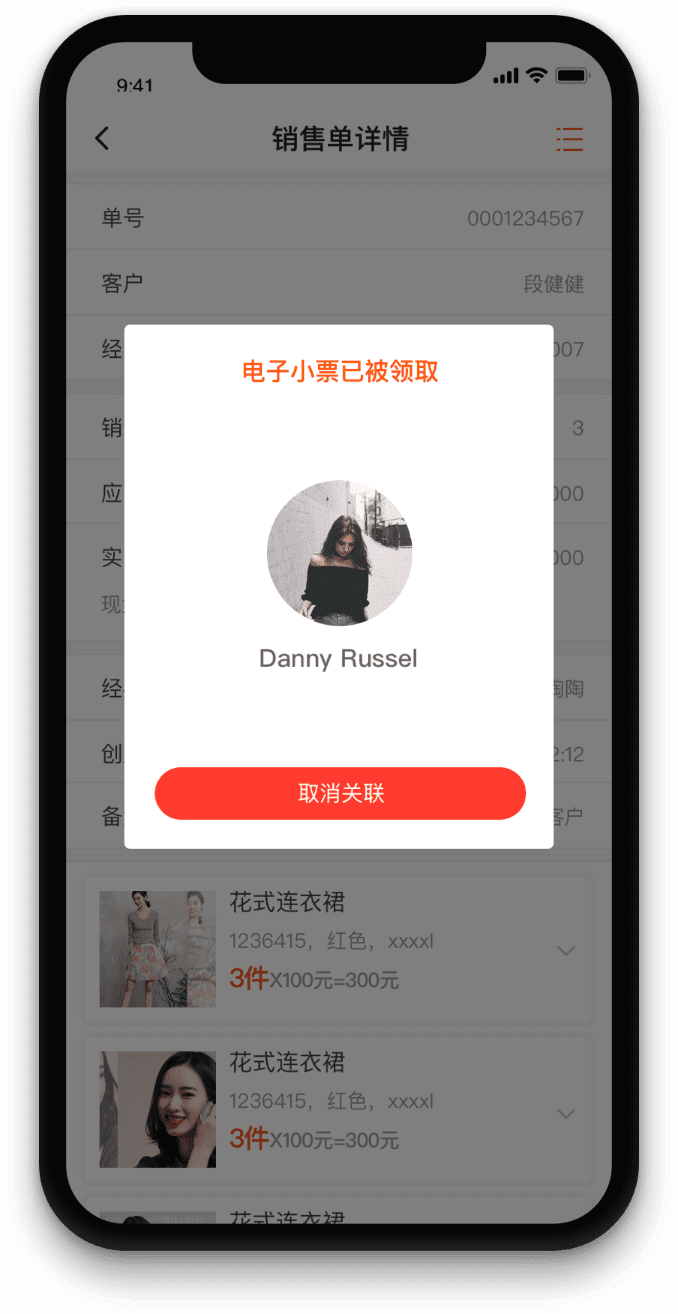 9:41
销售单详情
单号 0001234567
客户 段健健
经 007
电子小票已被领取
销 3
应 000
实 000
现
Danny Russel
经 陶陶
创 2:12
取消关联
备 客户
花式连衣裙
1236415，红色，xxxxl
3件X100元=300元
花式连衣裙
1236415，红色，xxxxl
3件X100元=300元
花式连衣裙